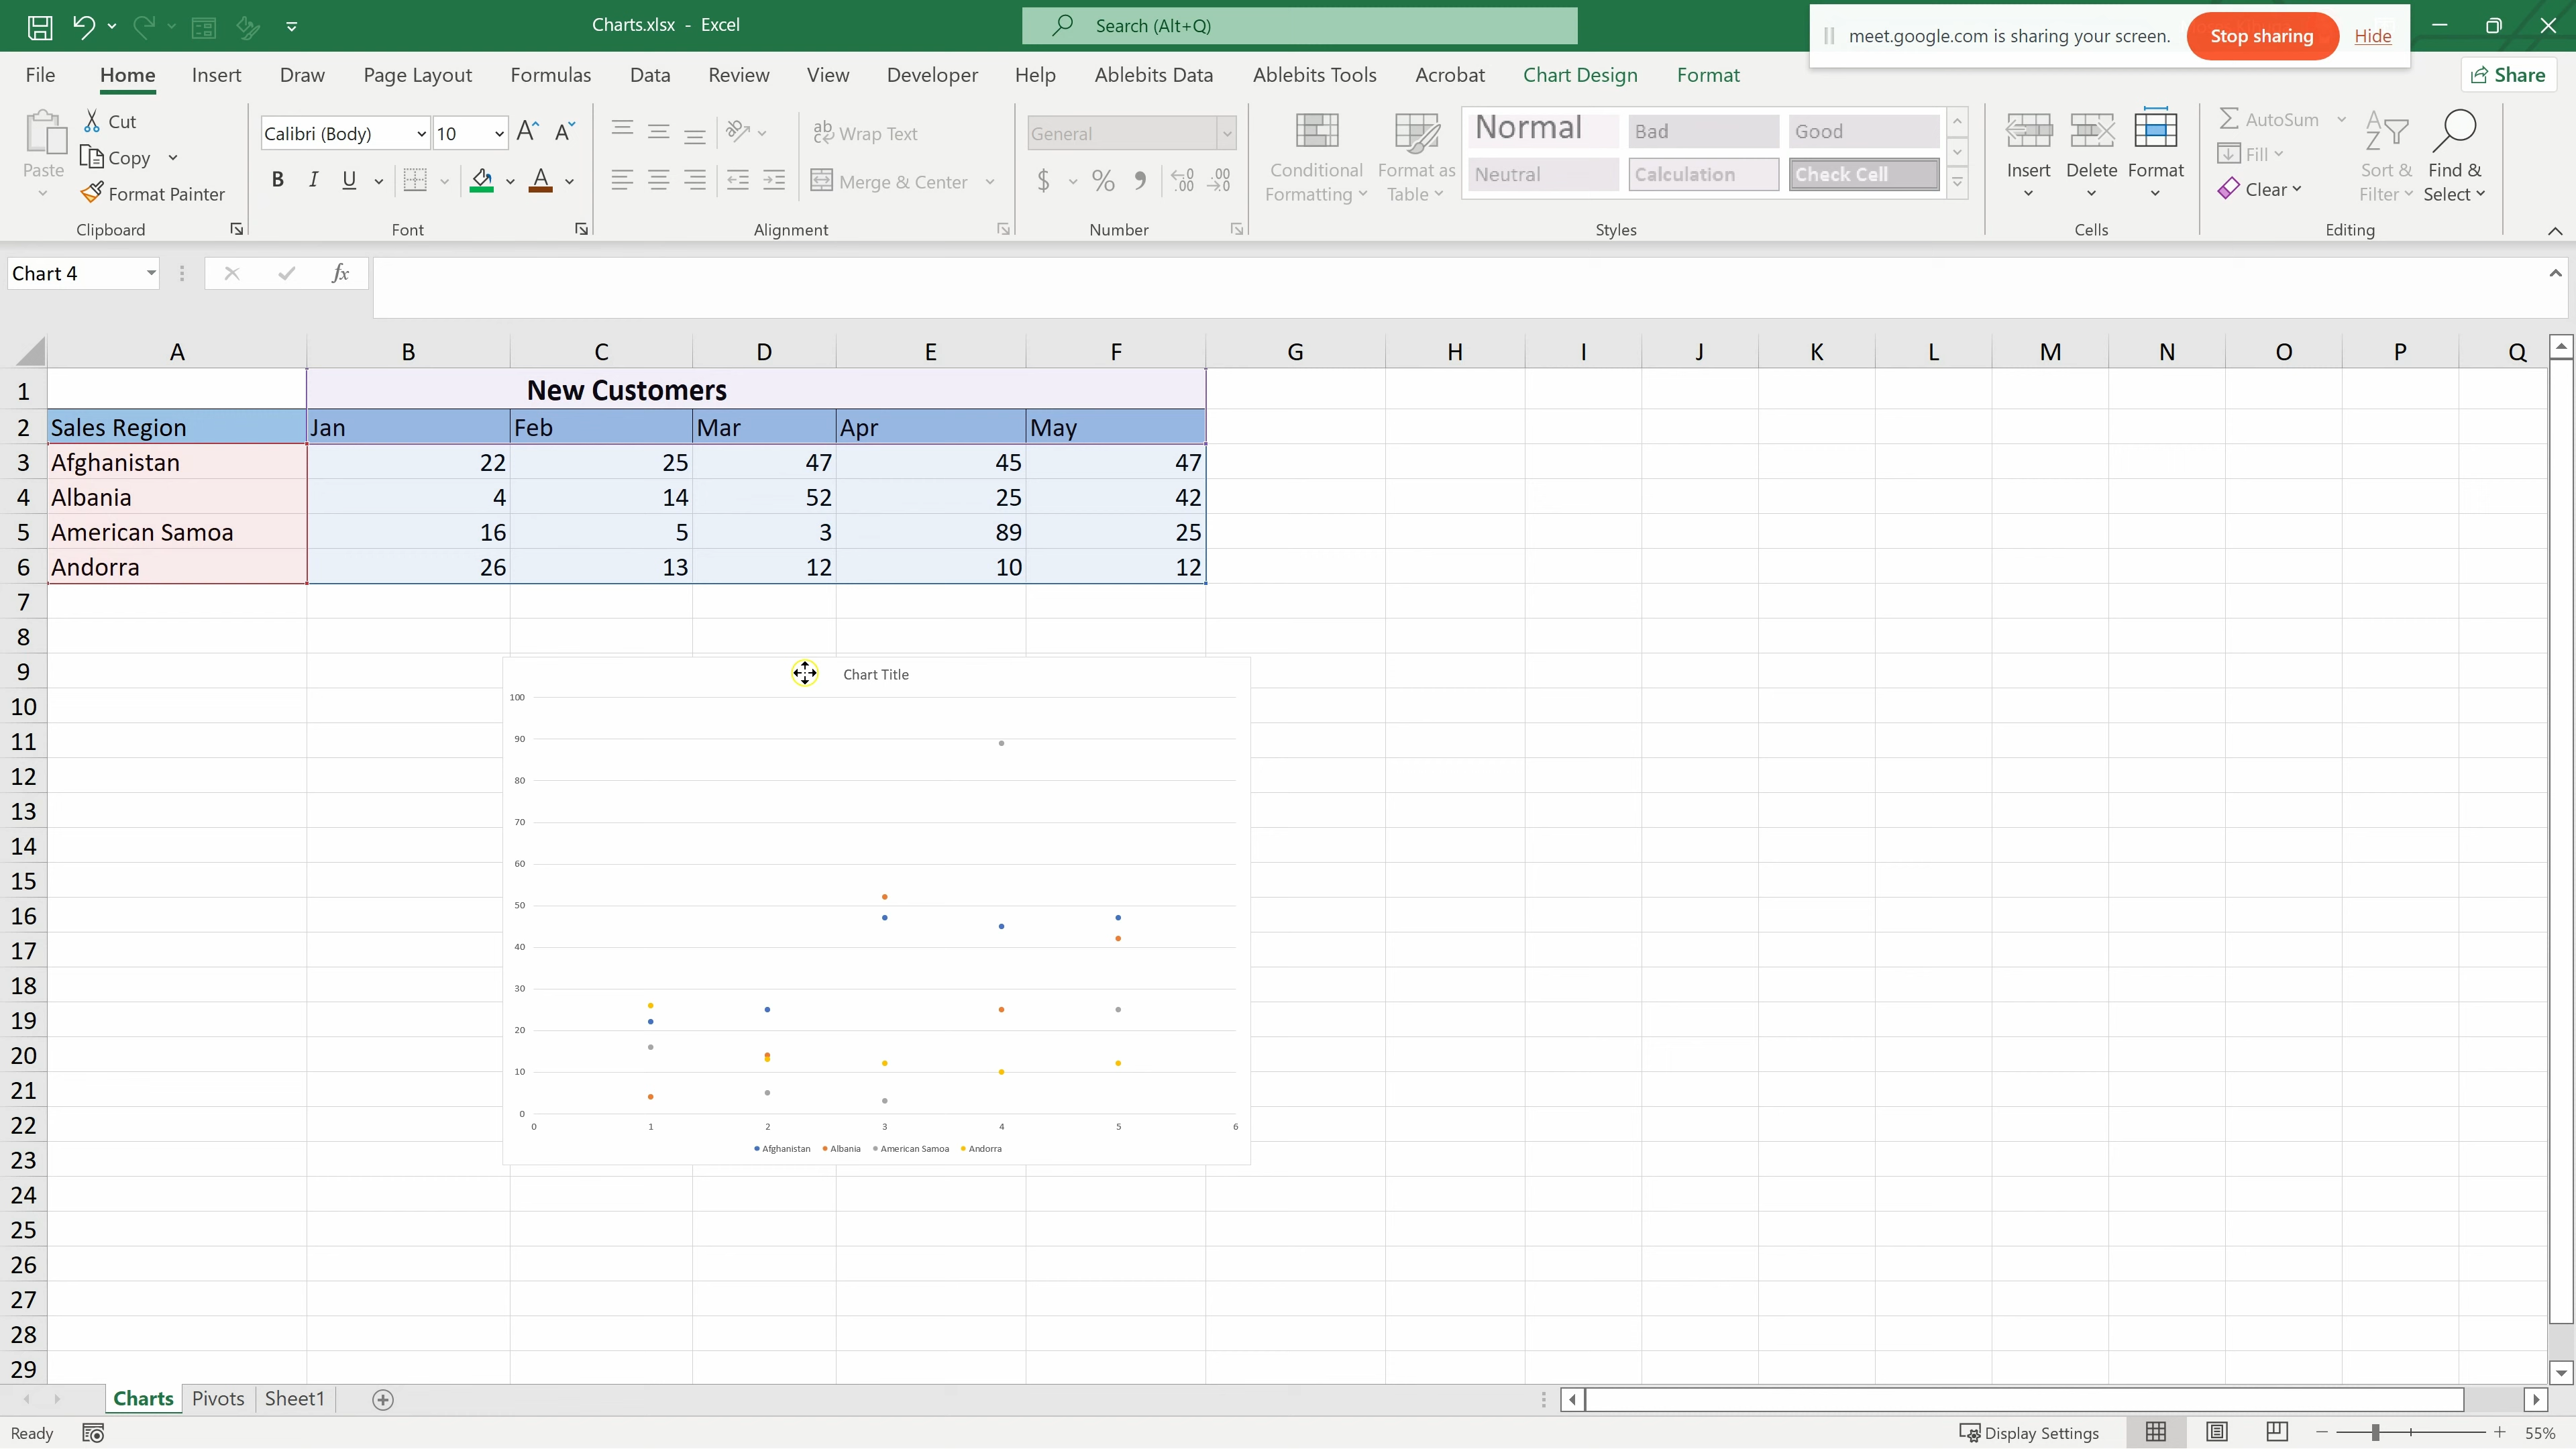 Charts.xlsx - Excel
Search (Alt+Q)
meet.google.com is sharing your screen.
Stop sharing
Hide
File Home Insert Draw Page Layout Formulas Data Review View Developer Help Ablebits Data Ablebits Tools Acrobat Chart Design Format
Share
Paste
Cut
Copy
Format Painter
Clipboard
Calibri (Body) 10
B I U
Font
Wrap Text
Merge & Center
Alignment
General
$ % ,
Number
Conditional Formatting
Format as Table
Normal Bad Good
Neutral Calculation Check Cell
Styles
Insert Delete Format
Cells
AutoSum
Fill
Clear
Sort & Filter
Find & Select
Editing
Chart 4
fx
A B C D E F G H I J K L M N O P Q
1 New Customers
2 Sales Region Jan Feb Mar Apr May
3 Afghanistan 22 25 47 45 47
4 Albania 4 14 52 25 42
5 American Samoa 16 5 3 89 25
6 Andorra 26 13 12 10 12
7
8
9
10
11
12
13
14
15
16
17
18
19
20
21
22
23
24
25
26
27
28
29
Chart Title
100
90
80
70
60
50
40
30
20
10
0
0 1 2 3 4 5 6
Afghanistan Albania American Samoa Andorra
Charts Pivots Sheet1
Ready
Display Settings
55%